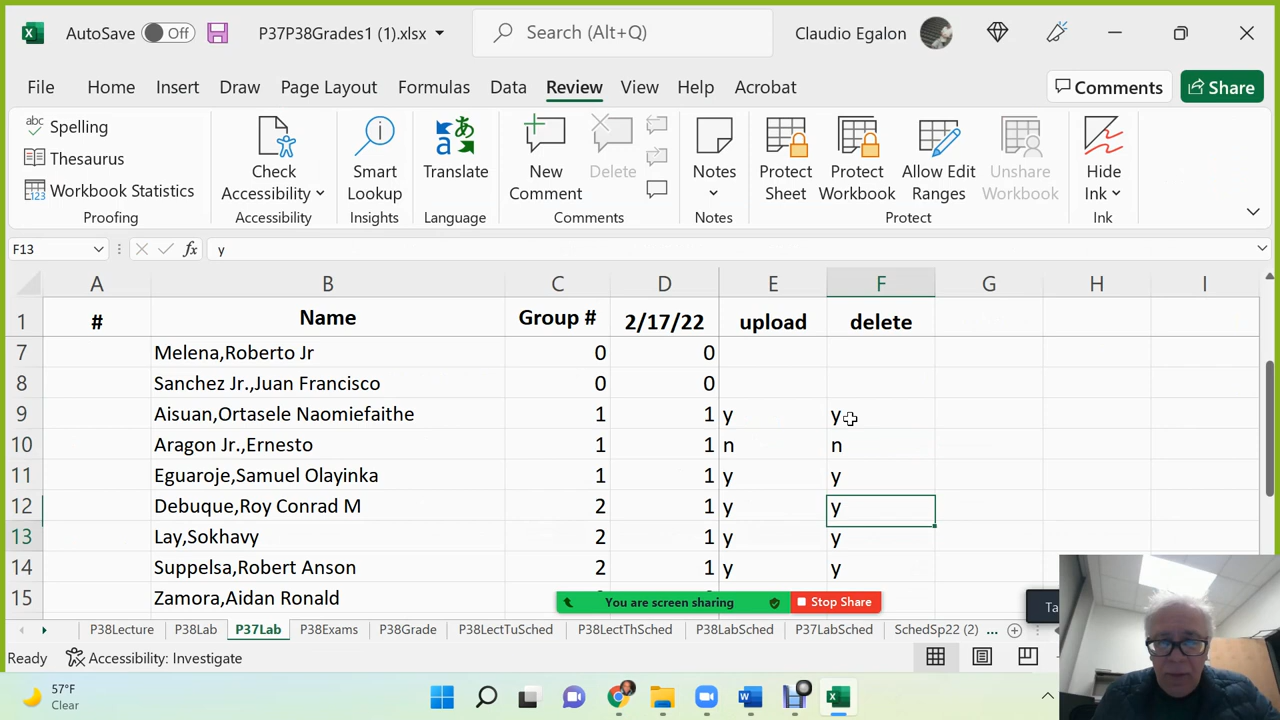 AutoSave Off P37P38Grades1 (1).xlsx Search (Alt+Q) Claudio Egalon
File Home Insert Draw Page Layout Formulas Data Review View Help Acrobat Comments Share
Spelling
Thesaurus
Workbook Statistics
Proofing
Check
Accessibility
Accessibility
Smart
Lookup
Insights
Translate
Language
New
Comment
Delete
Comments
Notes
Notes
Protect
Sheet
Protect
Workbook
Allow Edit
Ranges
Unshare
Workbook
Protect
Hide
Ink
Ink
F13 fx y
A B C D E F G H I
1 # Name Group # 2/17/22 upload delete
7 Melena,Roberto Jr 0 0
8 Sanchez Jr.,Juan Francisco 0 0
9 Aisuan,Ortasele Naomiefaithe 1 1 y y
10 Aragon Jr.,Ernesto 1 1 n n
11 Eguaroje,Samuel Olayinka 1 1 y y
12 Debuque,Roy Conrad M 2 1 y y
13 Lay,Sokhavy 2 1 y y
14 Suppelsa,Robert Anson 2 1 y y
15 Zamora,Aidan Ronald
You are screen sharing Stop Share
P38Lecture P38Lab P37Lab P38Exams P38Grade P38LectTuSched P38LectThSched P38LabSched P37LabSched SchedSp22 (2) ...
Ready Accessibility: Investigate
57°F
Clear